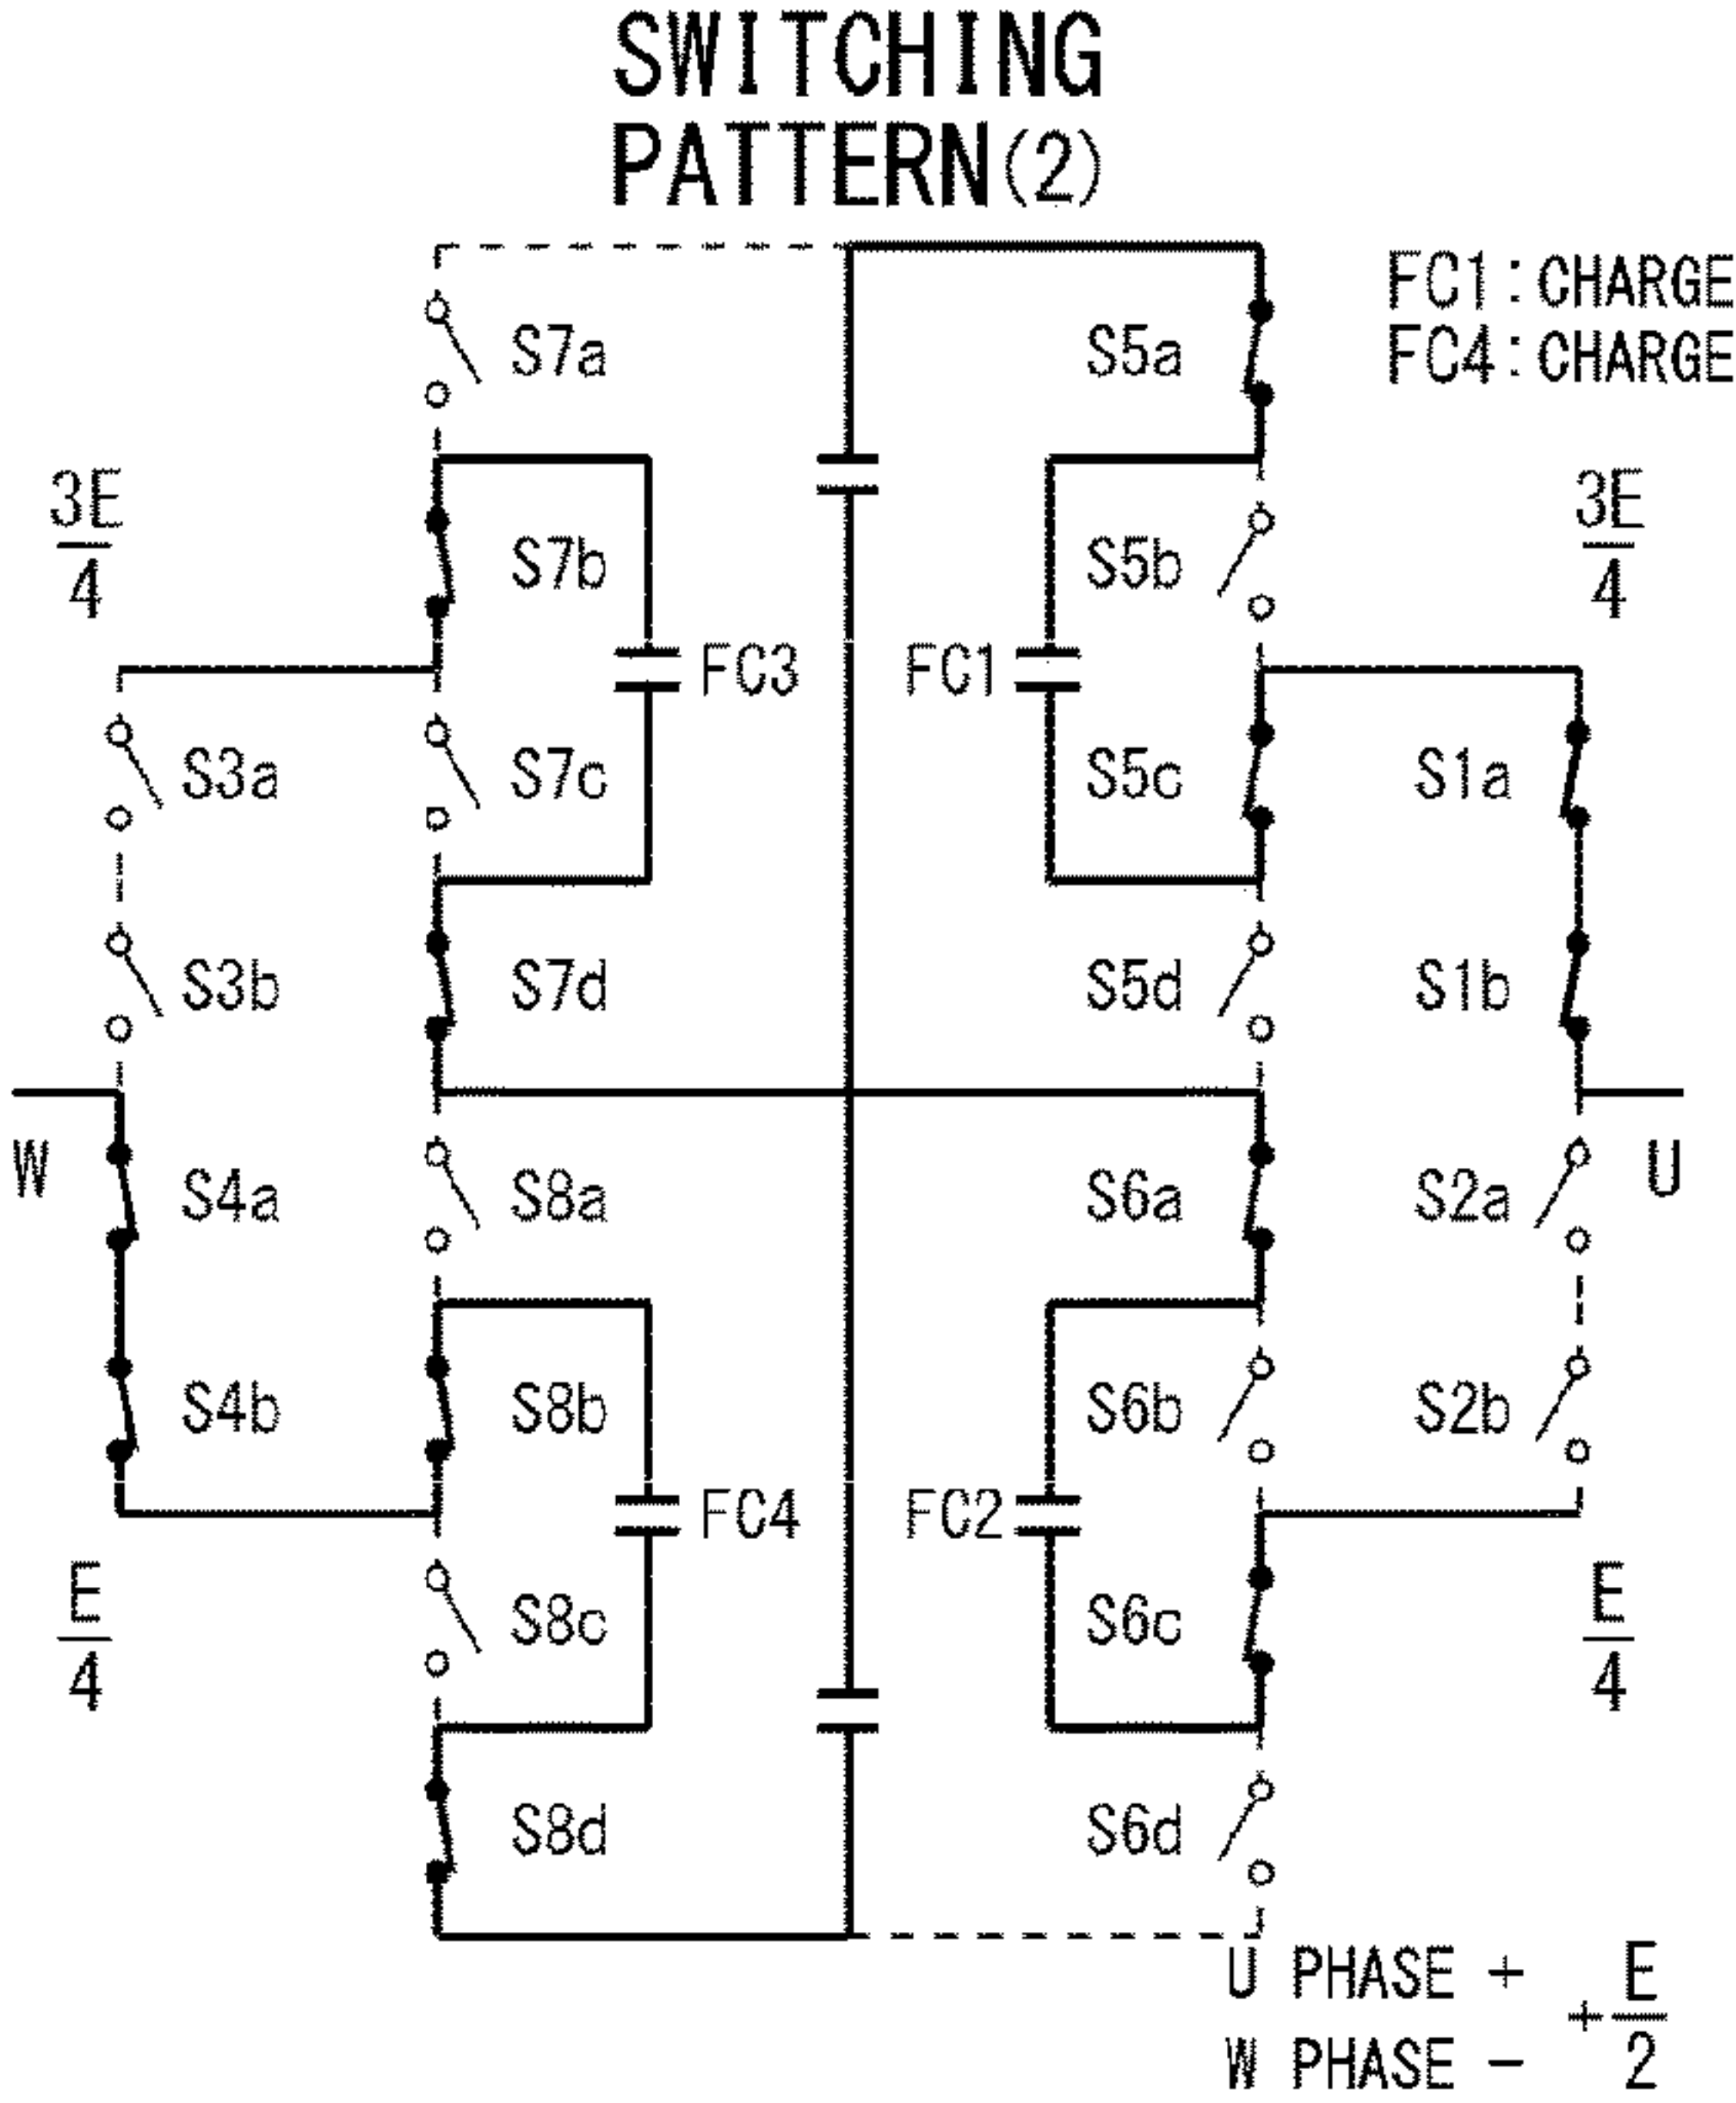 SWITCHING
PATTERN(2)
FC1:CHARGE
FC4:CHARGE
S7a
S5a
3E
4
S7b
S5b
3E
4
FC3
FC1
S3a
S7c
S5c
S1a
S3b
S7d
S5d
S1b
W
S4a
S8a
S6a
S2a
U
S4b
S8b
S6b
S2b
FC4
FC2
E
4
S8c
S6c
E
4
S8d
S6d
U PHASE +
W PHASE -
+ E
2